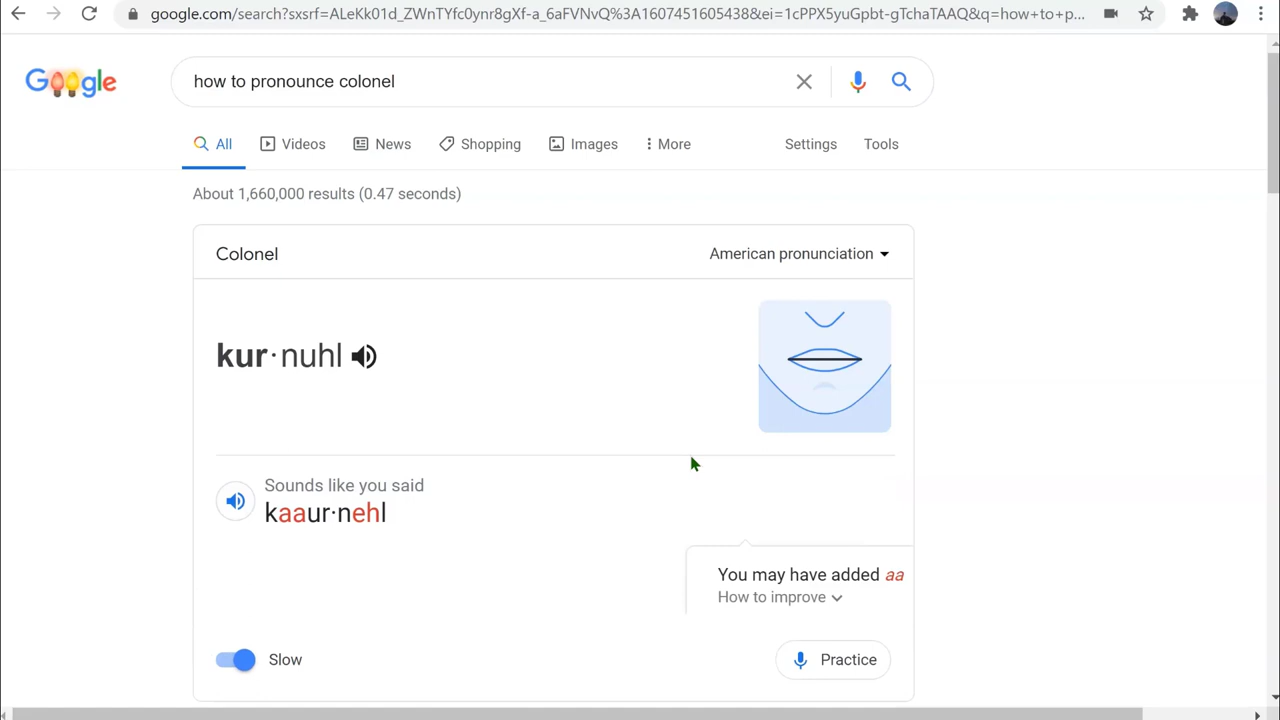 google.com/search?sxsrf=ALeKk01d_ZWnTYfc0ynr8gXf-a_6aFVNvQ%3A1607451605438&ei=1cPPX5yuGpbt-gTchaTAAQ&q=how+to+p...
Google
how to pronounce colonel
All Videos News Shopping Images More Settings Tools
About 1,660,000 results (0.47 seconds)
Colonel American pronunciation
kur·nuhl
Sounds like you said
kaaur·nehl
You may have added aa
How to improve
Slow Practice